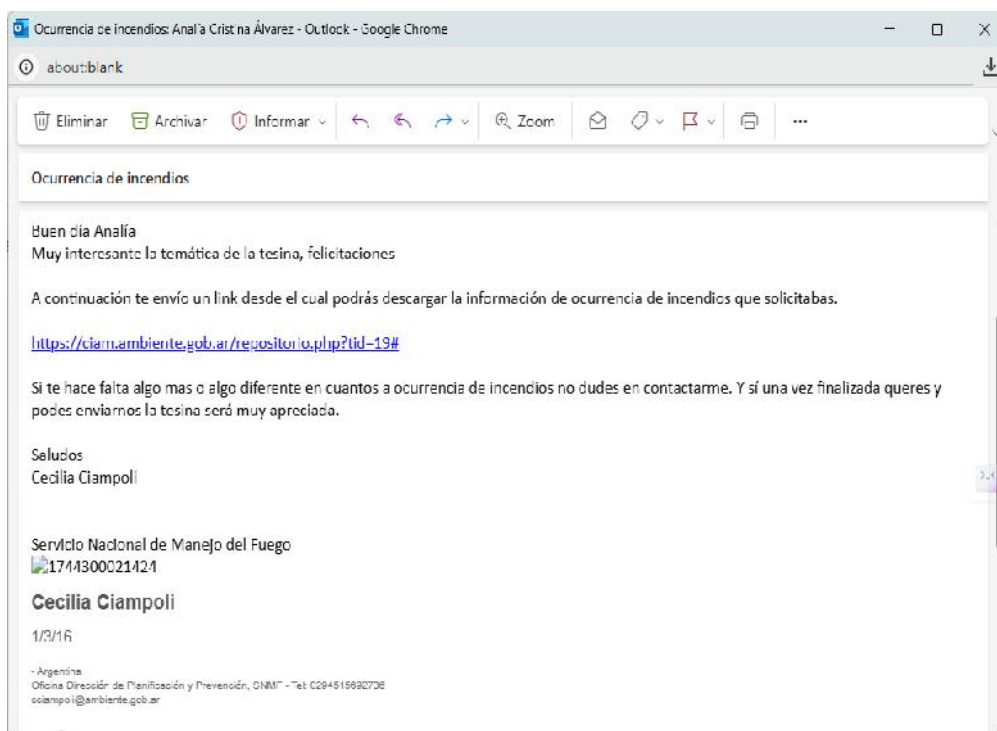 Ocurrencia de incendios: Analía Cristina Álvarez - Outlook - Google Chrome
about:blank
Eliminar Archivar Informar Zoom ...
Ocurrencia de incendios
Buen día Analía
Muy interesante la temática de la tesina, felicitaciones
A continuación te envío un link desde el cual podrás descargar la información de ocurrencia de incendios que solicitabas.
https://ciam.ambiente.gob.ar/repositorio.php?tid=19#
Si te hace falta algo mas o algo diferente en cuantos a ocurrencia de incendios no dudes en contactarme. Y sí una vez finalizada queres y
podes enviarnos la tesina será muy apreciada.
Saludos
Cecilia Ciampoli
Servicio Nacional de Manejo del Fuego
1744300021424
Cecilia Ciampoli
1/3/16
- Argentina
Oficina Dirección de Planificación y Prevención, SNMF - Tel: 
cciampoli@ambiente.gob.ar